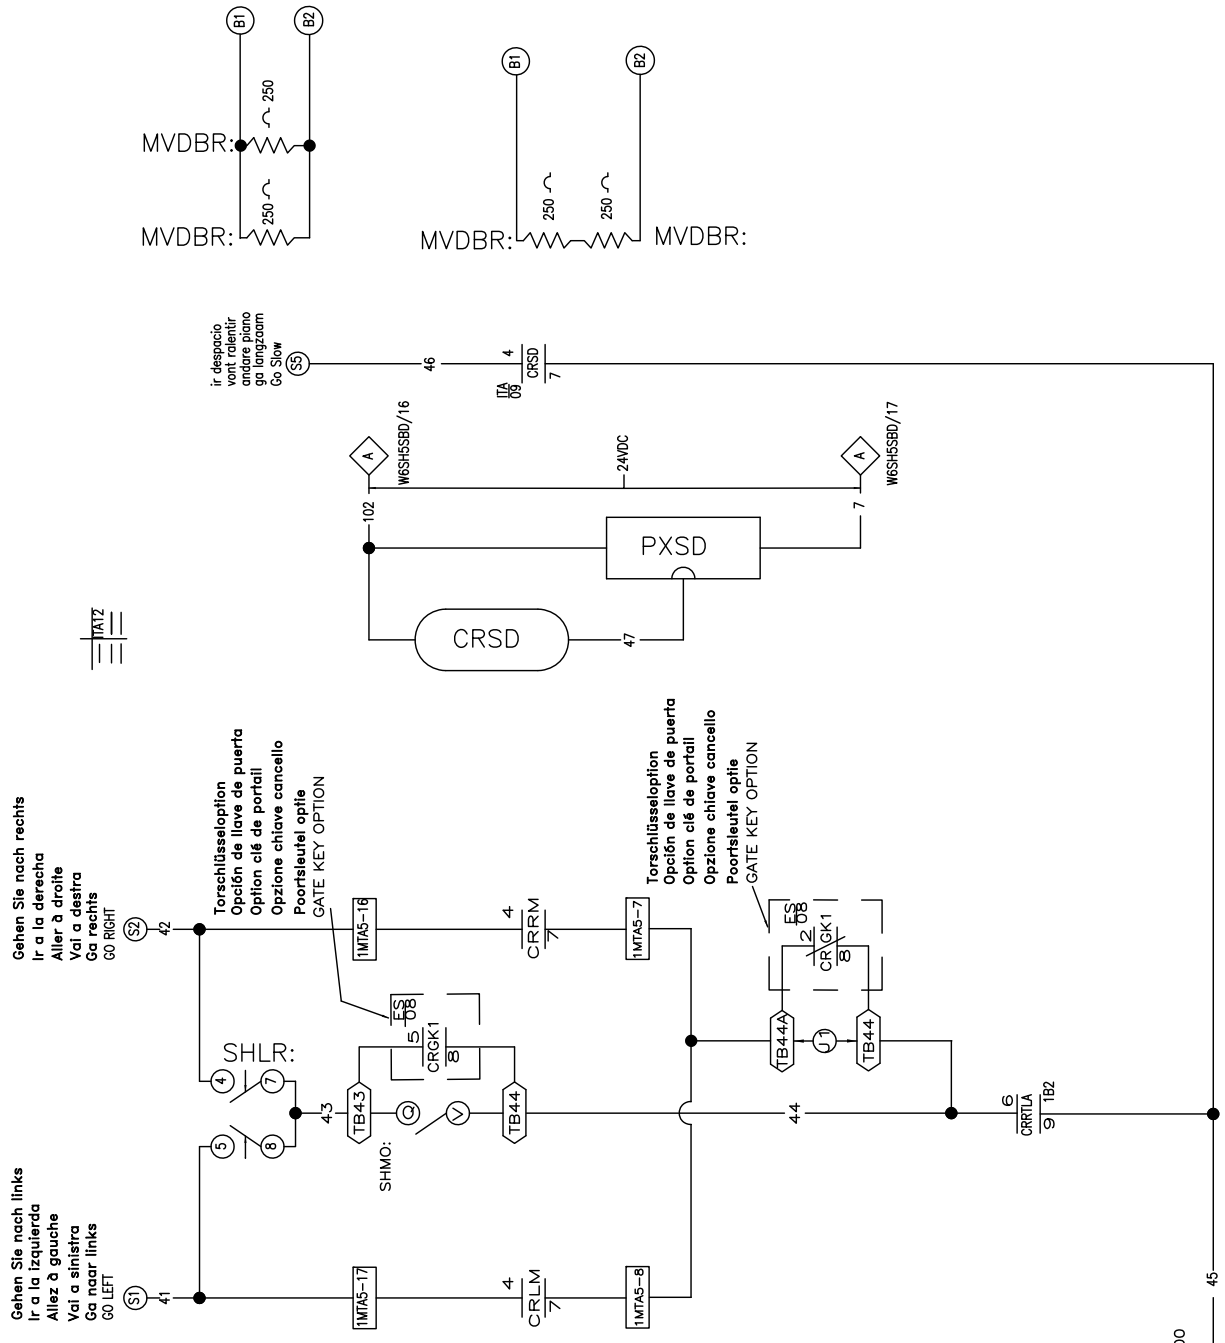 B1
B2
MVDBR:
250
MVDBR:
250
B1
B2
250
250
MVDBR:
MVDBR:
ir despacio
vont ralentir
andare piano
ga langzaam
Go Slow
S5
46
4
CRSD
7
ITA
09
A
W6SH5SBD/16
24VDC
A
W6SH5SBD/17
102
7
PXSD
CRSD
47
ITA12
Gehen Sie nach rechts
Ir a la derecha
Aller à droite
Vai a destra
Ga rechts
GO RIGHT
S2
42
Torschlüsseloption
Opción de llave de puerta
Option clé de portail
Opzione chiave cancello
Poortsleutel optie
GATE KEY OPTION
1MTA5-16
4
CRRM
7
1MTA5-7
Torschlüsseloption
Opción de llave de puerta
Option clé de portail
Opzione chiave cancello
Poortsleutel optie
GATE KEY OPTION
ES
08
2
CRGK1
8
ES
08
5
CRGK1
8
SHLR:
4
7
5
8
43
TB43
Q
V
SHMO:
TB44
TB44A
J1
TB44
44
6
CRRTLA
9
1B2
Gehen Sie nach links
Ir a la izquierda
Allez à gauche
Vai a sinistra
Ga naar links
GO LEFT
S1
41
1MTA5-17
4
CRLM
7
1MTA5-8
45
00